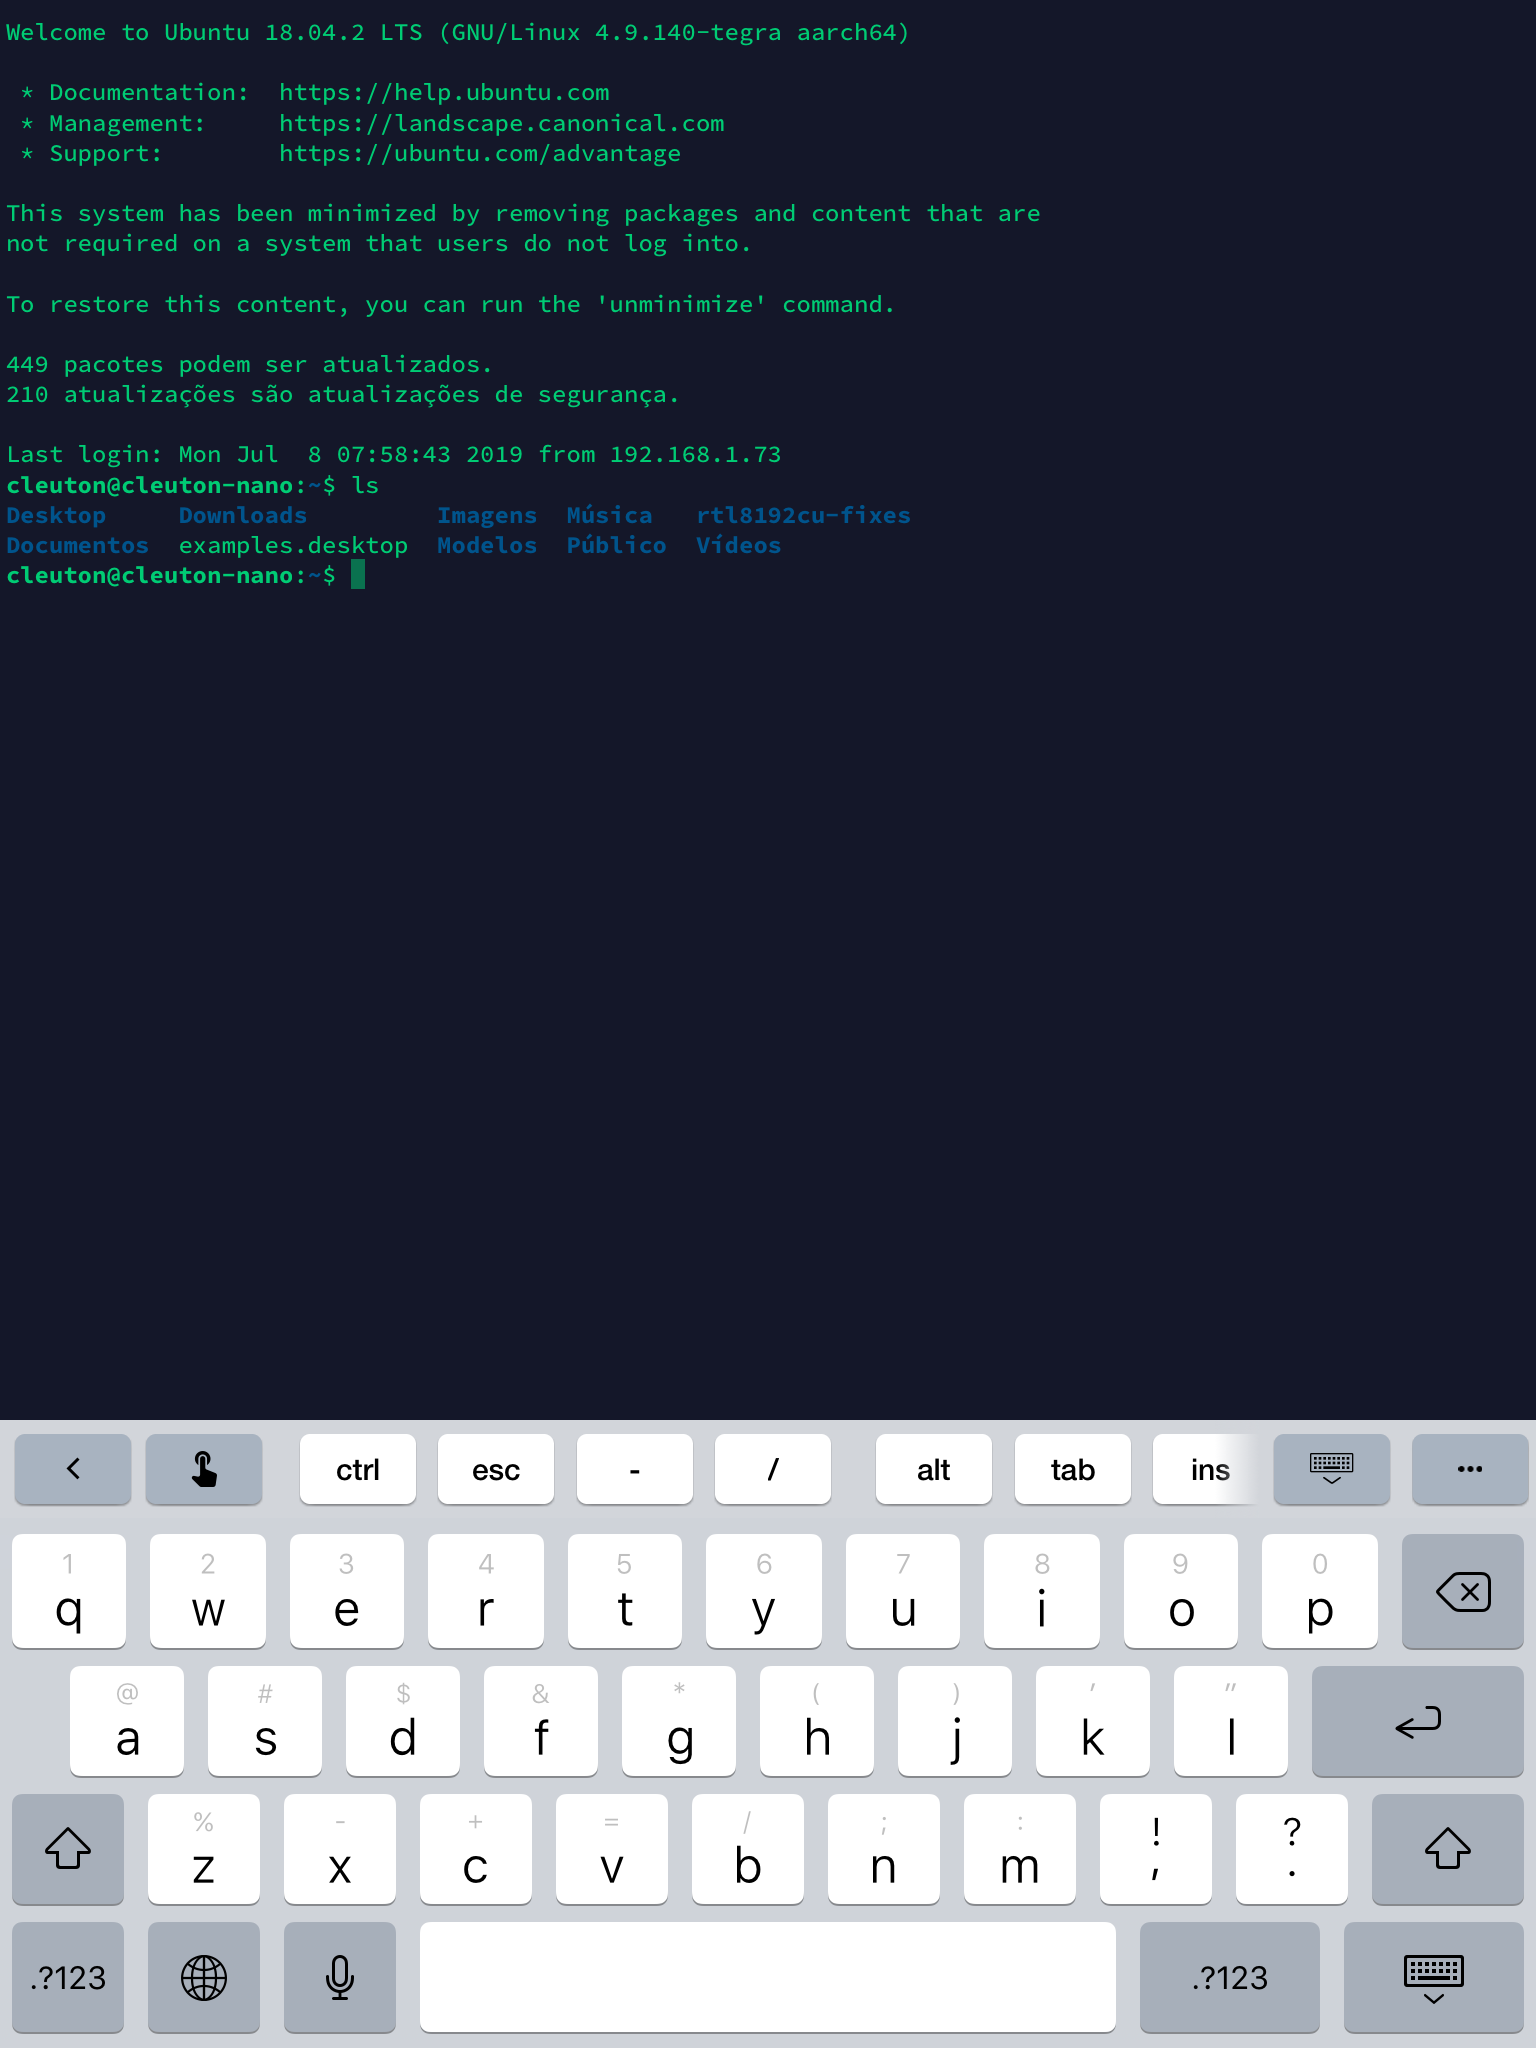 Welcome to Ubuntu 18.04.2 LTS (GNU/Linux 4.9.140-tegra aarch64)
* Documentation:  https://help.ubuntu.com
* Management:     https://landscape.canonical.com
* Support:        https://ubuntu.com/advantage
This system has been minimized by removing packages and content that are
not required on a system that users do not log into.
To restore this content, you can run the 'unminimize' command.
449 pacotes podem ser atualizados.
210 atualizações são atualizações de segurança.
Last login: Mon Jul  8 07:58:43 2019 from 192.168.1.73
cleuton@cleuton-nano:~$ ls
Desktop     Downloads         Imagens  Música   rtl8192cu-fixes
Documentos  examples.desktop  Modelos  Público  Vídeos
cleuton@cleuton-nano:~$
ctrl esc - / alt tab ins ...
1 2 3 4 5 6 7 8 9 0
q w e r t y u i o p
@ # $ & * ( ) ' "
a s d f g h j k l
% - + = / ; : ! ?
z x c v b n m , .
.?123 .?123